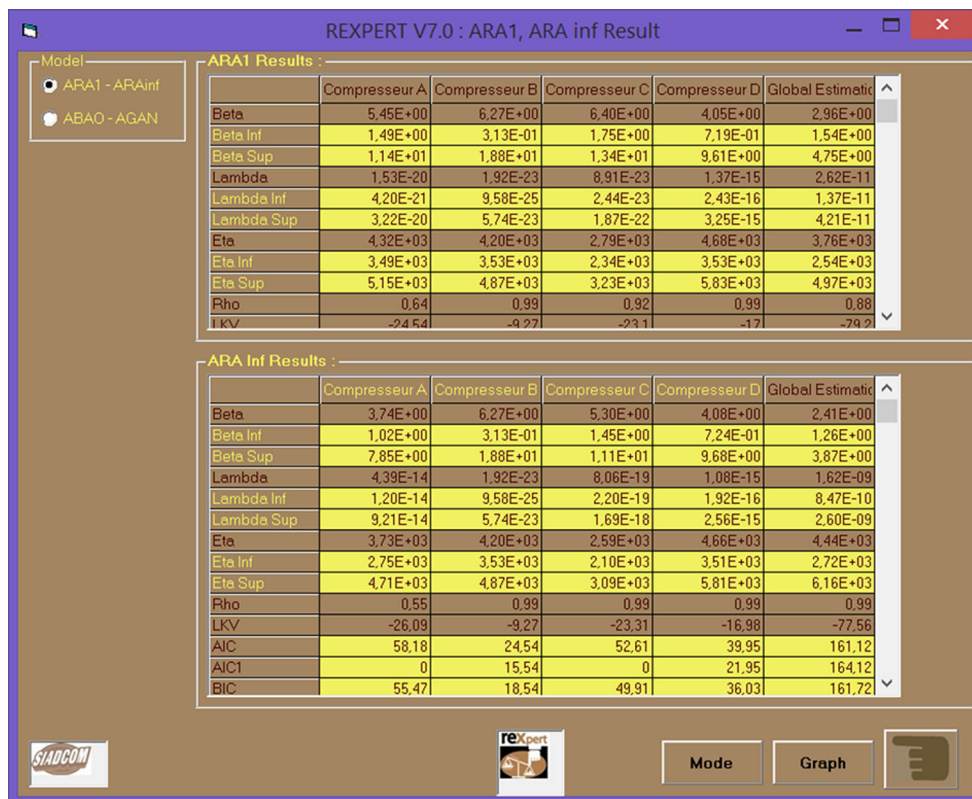 REXPERT V7.0 : ARA1, ARA inf Result
Model
ARA1 - ARAinf
ABAO - AGAN
ARA1 Results :
Compresseur A Compresseur B Compresseur C Compresseur D Global Estimatic
Beta 5,45E+00 6,27E+00 6,40E+00 4,05E+00 2,96E+00
Beta Inf 1,49E+00 3,13E-01 1,75E+00 7,19E-01 1,54E+00
Beta Sup 1,14E+01 1,88E+01 1,34E+01 9,61E+00 4,75E+00
Lambda 1,53E-20 1,92E-23 8,91E-23 1,37E-15 2,62E-11
Lambda Inf 4,20E-21 9,58E-25 2,44E-23 2,43E-16 1,37E-11
Lambda Sup 3,22E-20 5,74E-23 1,87E-22 3,25E-15 4,21E-11
Eta 4,32E+03 4,20E+03 2,79E+03 4,68E+03 3,76E+03
Eta Inf 3,49E+03 3,53E+03 2,34E+03 3,53E+03 2,54E+03
Eta Sup 5,15E+03 4,87E+03 3,23E+03 5,83E+03 4,97E+03
Rho 0,64 0,99 0,92 0,99 0,88
LKV -24,54 -9,27 -23,1 -17 -79,2
ARA Inf Results :
Compresseur A Compresseur B Compresseur C Compresseur D Global Estimatic
Beta 3,74E+00 6,27E+00 5,30E+00 4,08E+00 2,41E+00
Beta Inf 1,02E+00 3,13E-01 1,45E+00 7,24E-01 1,26E+00
Beta Sup 7,85E+00 1,88E+01 1,11E+01 9,68E+00 3,87E+00
Lambda 4,39E-14 1,92E-23 8,06E-19 1,08E-15 1,62E-09
Lambda Inf 1,20E-14 9,58E-25 2,20E-19 1,92E-16 8,47E-10
Lambda Sup 9,21E-14 5,74E-23 1,69E-18 2,56E-15 2,60E-09
Eta 3,73E+03 4,20E+03 2,59E+03 4,66E+03 4,44E+03
Eta Inf 2,75E+03 3,53E+03 2,10E+03 3,51E+03 2,72E+03
Eta Sup 4,71E+03 4,87E+03 3,09E+03 5,81E+03 6,16E+03
Rho 0,55 0,99 0,99 0,99 0,99
LKV -26,09 -9,27 -23,31 -16,98 -77,56
AIC 58,18 24,54 52,61 39,95 161,12
AIC1 0 15,54 0 21,95 164,12
BIC 55,47 18,54 49,91 36,03 161,72
SIADCOM
reXpert
Mode
Graph